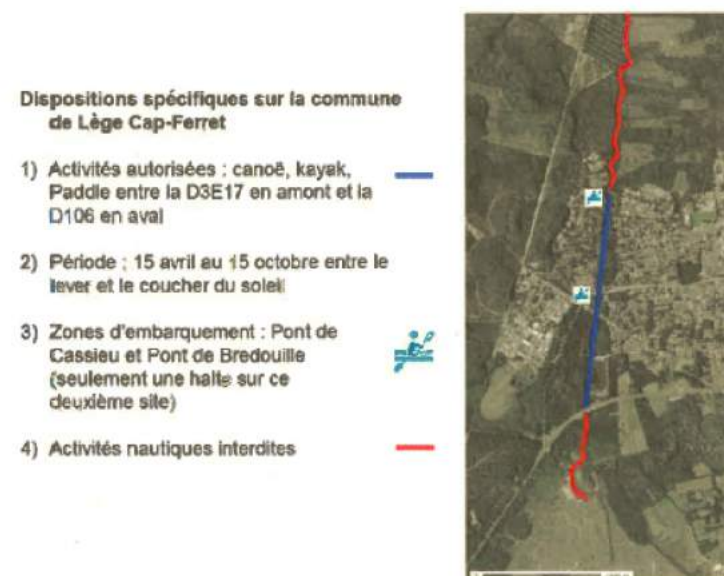 Dispositions spécifiques sur la commune
de Lège Cap-Ferret
1) Activités autorisées : canoë, kayak,
Paddle entre la D3E17 en amont et la
D106 en aval
2) Période : 15 avril au 15 octobre entre le
lever et le coucher du soleil
3) Zones d'embarquement : Pont de
Cassieu et Pont de Bredouille
(seulement une halte sur ce
deuxième site)
4) Activités nautiques interdites